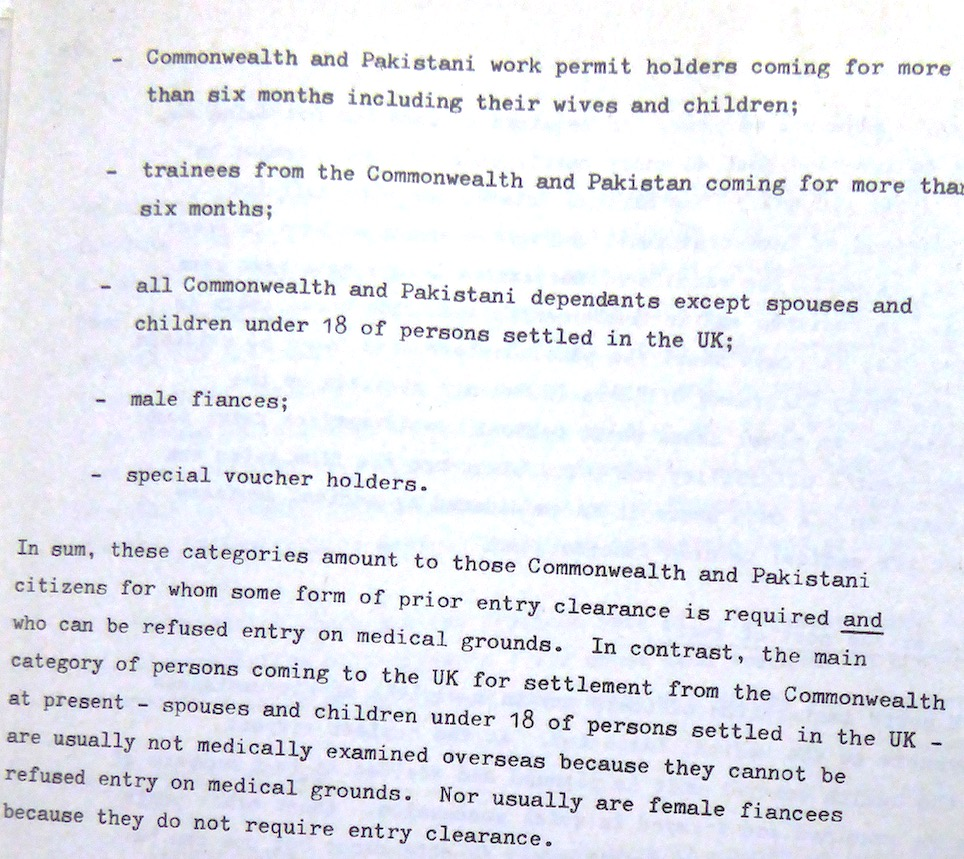 - Commonwealth and Pakistani work permit holders coming for more
than six months including their wives and children;
- trainees from the Commonwealth and Pakistan coming for more than
six months;
- all Commonwealth and Pakistani dependants except spouses and
children under 18 of persons settled in the UK;
- male fiances;
- special voucher holders.
In sum, these categories amount to those Commonwealth and Pakistani
citizens for whom some form of prior entry clearance is required and
who can be refused entry on medical grounds. In contrast, the main
category of persons coming to the UK for settlement from the Commonwealth
at present - spouses and children under 18 of persons settled in the UK -
are usually not medically examined overseas because they cannot be
refused entry on medical grounds. Nor usually are female fiancees
because they do not require entry clearance.